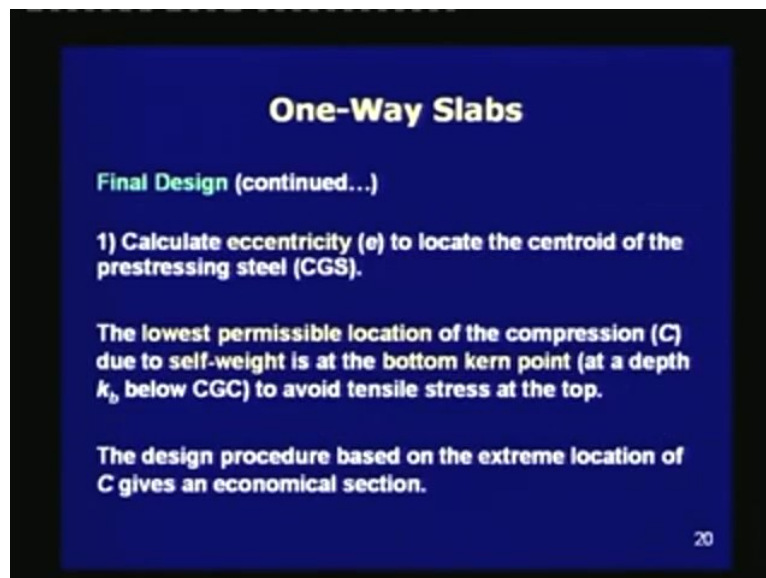 One-Way Slabs
Final Design (continued...)
1) Calculate eccentricity (e) to locate the centroid of the
prestressing steel (CGS).
The lowest permissible location of the compression (C)
due to self-weight is at the bottom kern point (at a depth
kb below CGC) to avoid tensile stress at the top.
The design procedure based on the extreme location of
C gives an economical section.
20